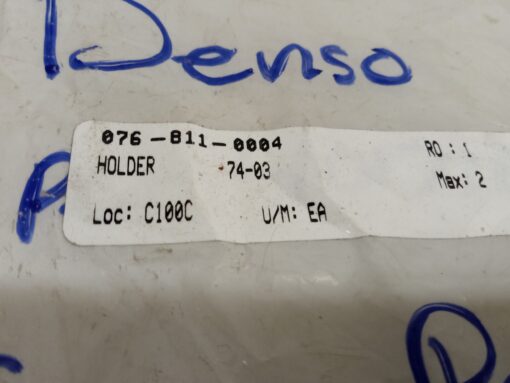 Denso
076-811-0004
RO: 1
HOLDER 74-03
Max: 2
Loc: C100C U/M: EA